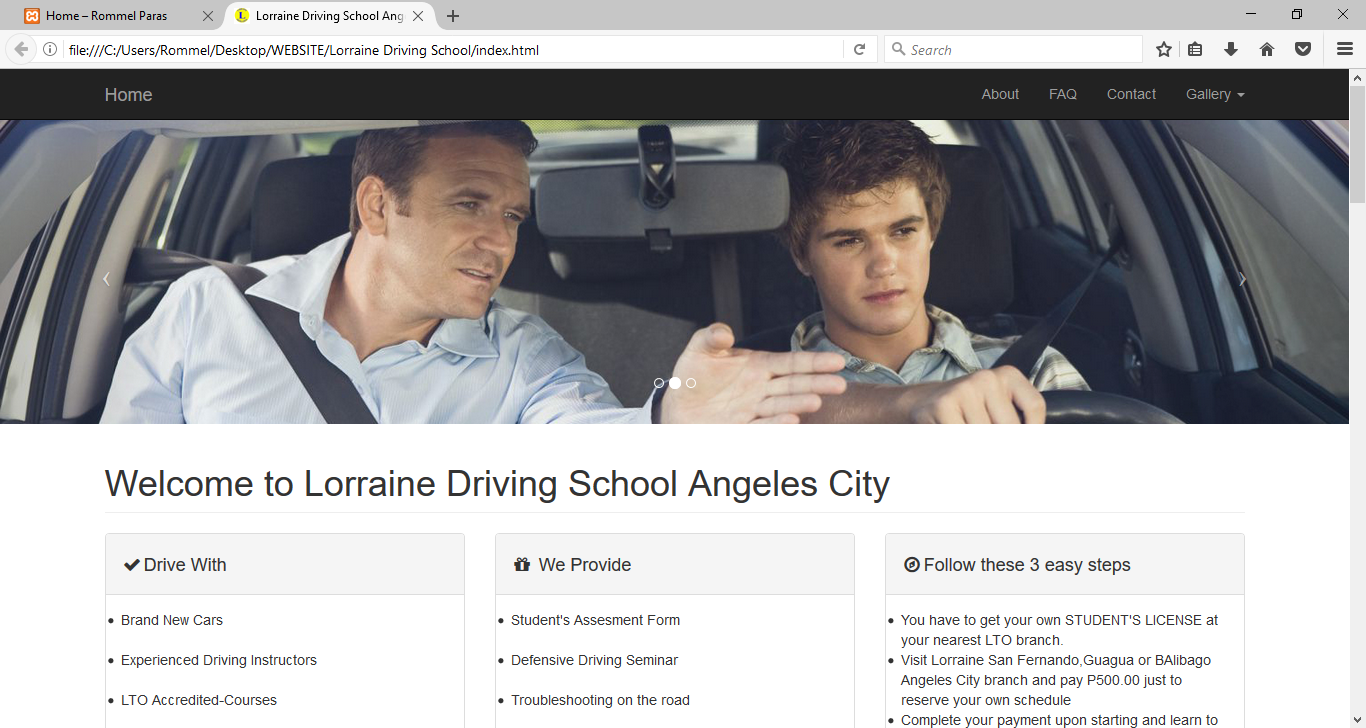 Home – Rommel Paras
Lorraine Driving School Ang
file:///C:/Users/Rommel/Desktop/WEBSITE/Lorraine Driving School/index.html
Search
Home
About
FAQ
Contact
Gallery
Welcome to Lorraine Driving School Angeles City
Drive With
Brand New Cars
Experienced Driving Instructors
LTO Accredited-Courses
We Provide
Student's Assesment Form
Defensive Driving Seminar
Troubleshooting on the road
Follow these 3 easy steps
You have to get your own STUDENT'S LICENSE at
your nearest LTO branch.
Visit Lorraine San Fernando,Guagua or BAlibago
Angeles City branch and pay P500.00 just to
reserve your own schedule
Complete your payment upon starting and learn to